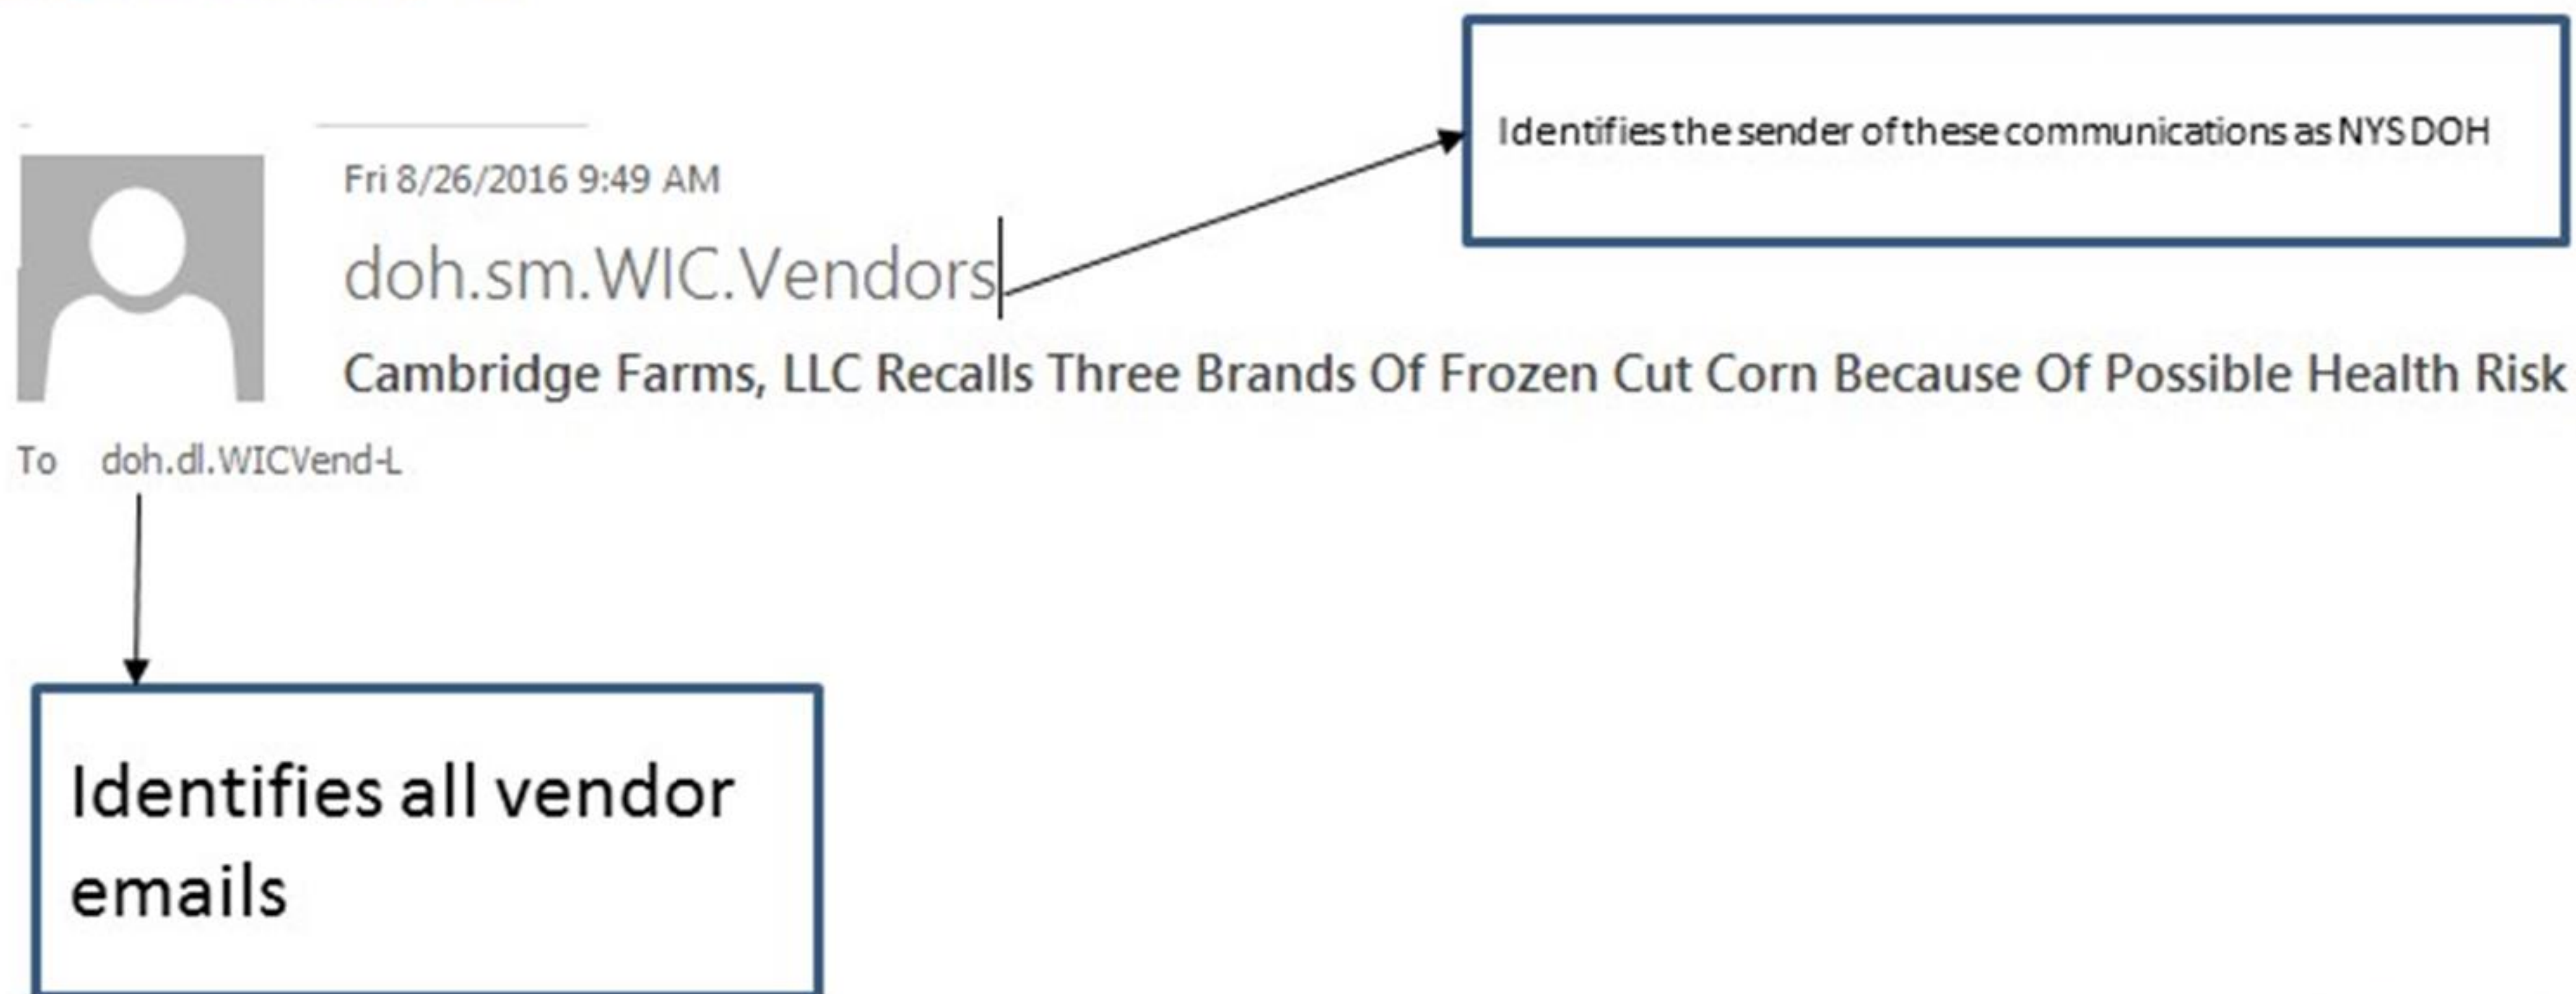 Identifies the sender of these communications as NYS DOH
Fri 8/26/2016 9:49 AM
doh.sm.WIC.Vendors
Cambridge Farms, LLC Recalls Three Brands Of Frozen Cut Corn Because Of Possible Health Risk
To doh.dl.WICVend-L
Identifies all vendor
emails